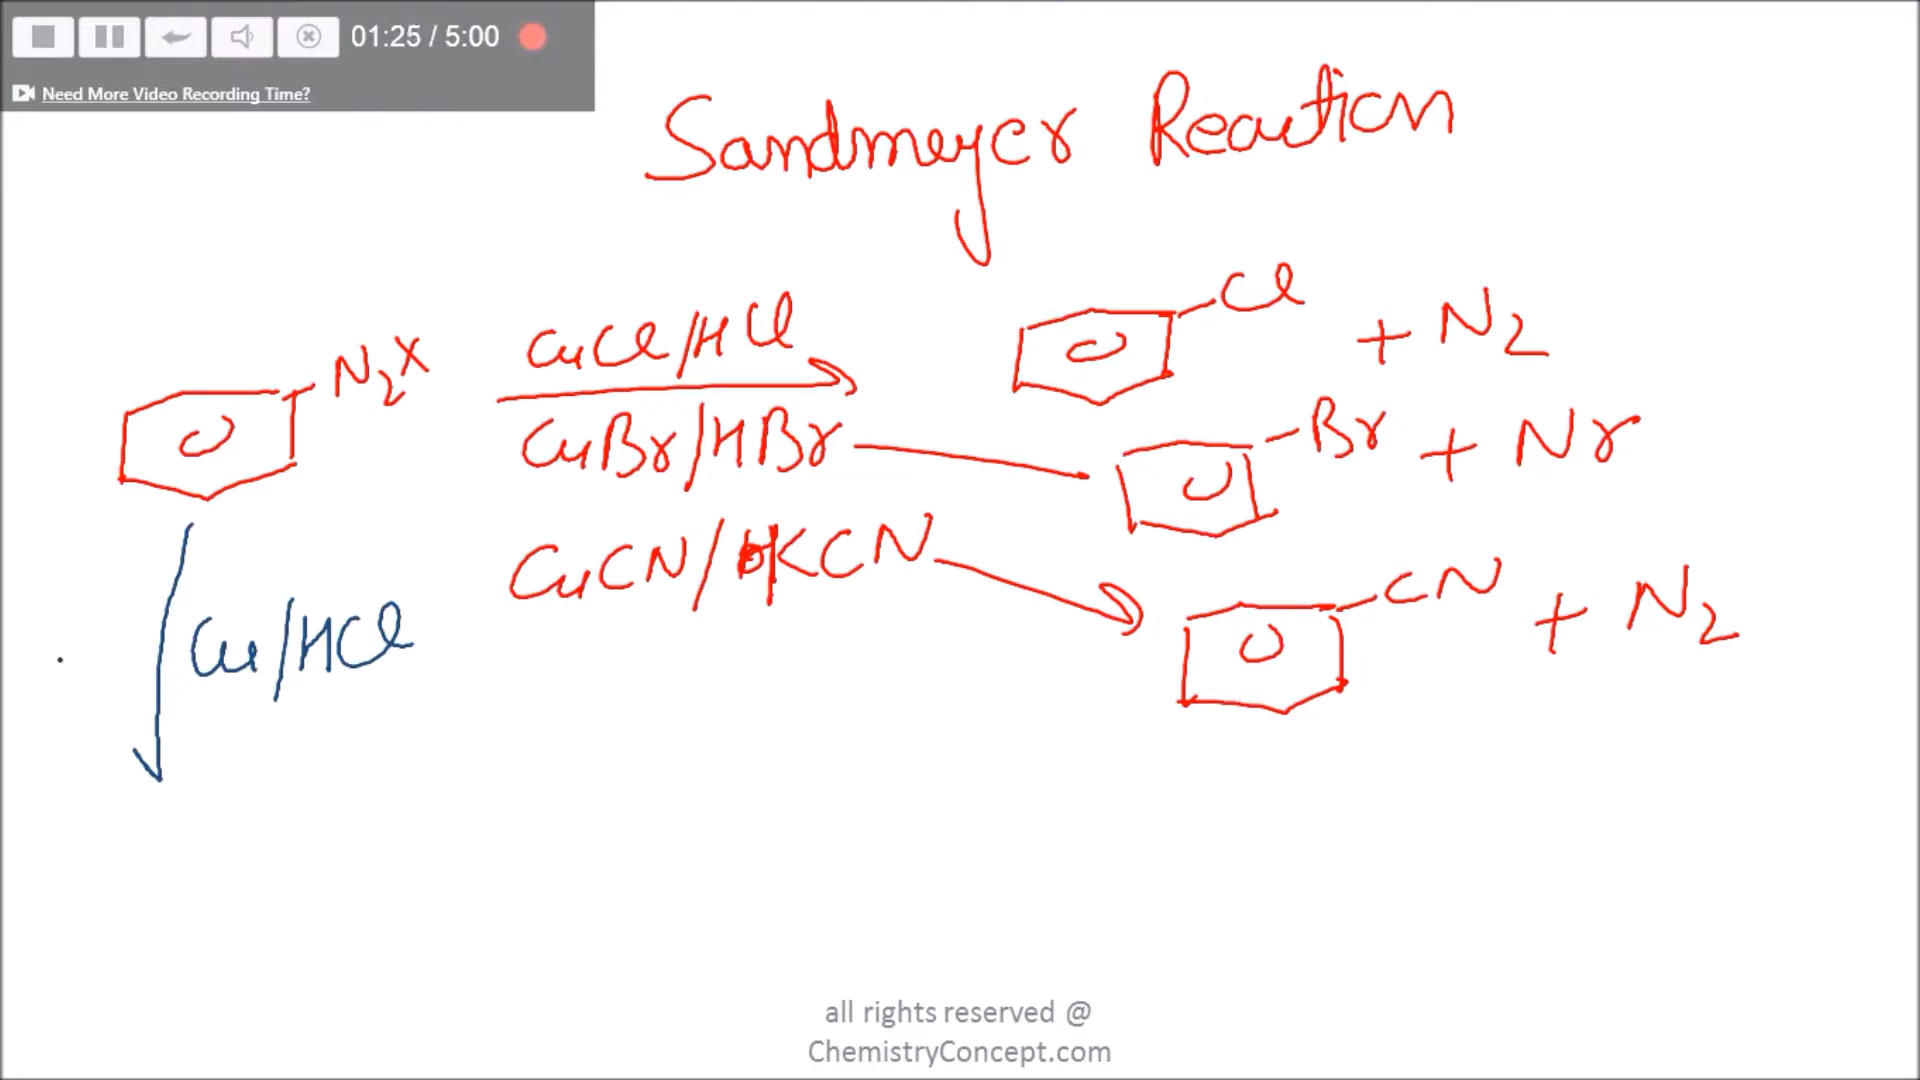 01:25 / 5:00
Need More Video Recording Time?
Sandmeyer Reaction
N2X
CuCl/HCl
Cl + N2
CuBr/HBr
Br + Nr
CuCN/KCN
CN + N2
Cu/HCl
all rights reserved @
ChemistryConcept.com